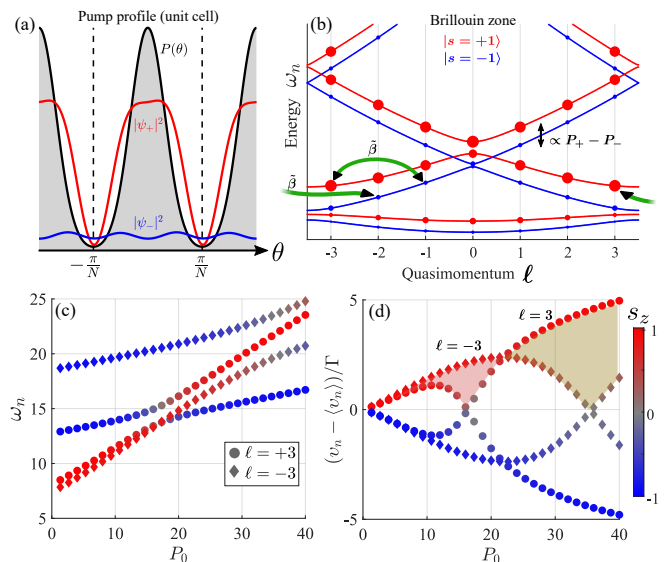 (a)
Pump profile (unit cell)
P(θ)
|ψ₊|²
|ψ₋|²
θ
−π/N
π/N
(b)
Brillouin zone
|s = +1⟩
|s = −1⟩
Energy ωₙ
∝ P₊ − P₋
β̃
β̃
-3 -2 -1 0 1 2 3
Quasimomentum ℓ
(c)
25
20
15
10
5
ωₙ
ℓ = +3
ℓ = −3
0 10 20 30 40
P₀
(d)
5
0
-5
(vₙ − ⟨vₙ⟩)/Γ
ℓ = −3
ℓ = 3
0 10 20 30 40
P₀
s_z
1
0
-1